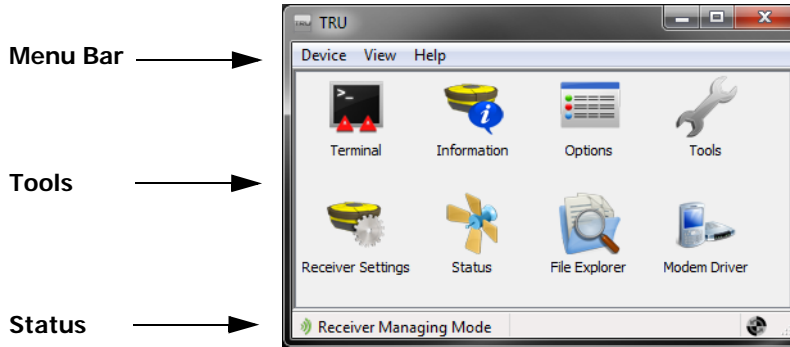 TRU
Menu Bar
Device View Help
>_
Terminal Information Options Tools
Tools
Receiver Settings Status File Explorer Modem Driver
Status
Receiver Managing Mode